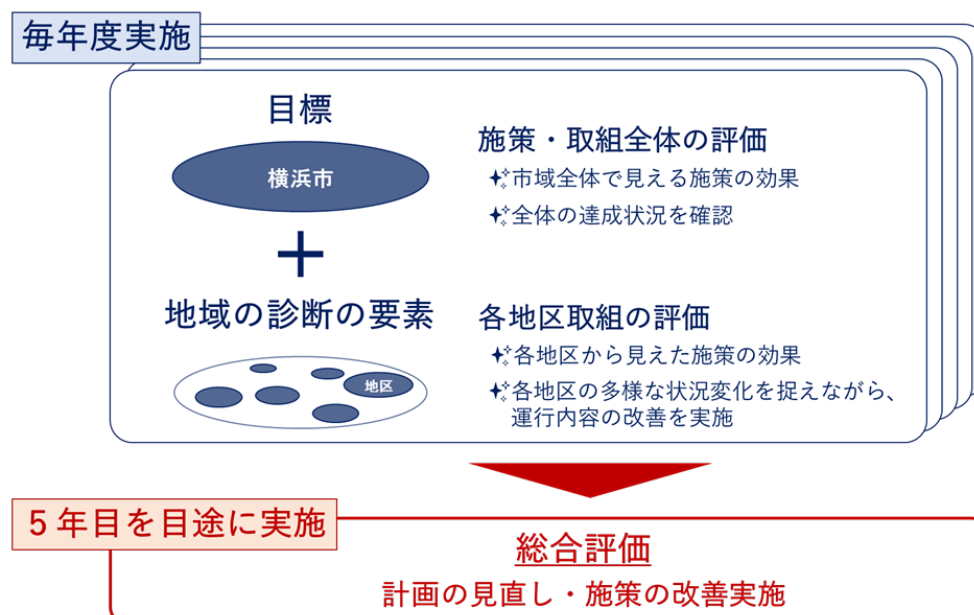 毎年度実施
目標
横浜市
施策・取組全体の評価
市域全体で見える施策の効果
全体の達成状況を確認
＋
地域の診断の要素
地区
各地区取組の評価
各地区から見えた施策の効果
各地区の多様な状況変化を捉えながら、
運行内容の改善を実施
５年目を目途に実施
総合評価
計画の見直し・施策の改善実施